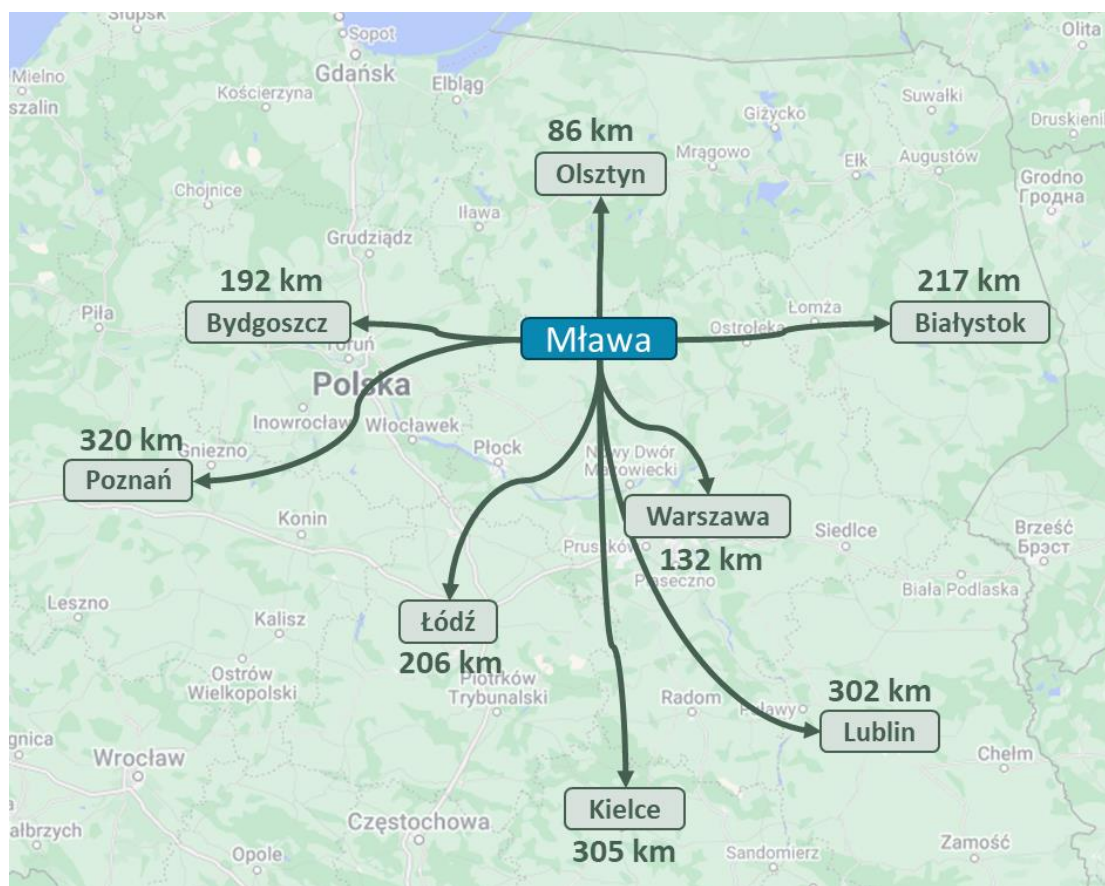 Słupsk
Sopot
Gdańsk
Olita
Mielno
szalin
Kościerzyna
Elbląg
Suwałki
Giżycko
Druskienik
86 km
Olsztyn
Mrągowo
Ełk
Augustów
Chojnice
Iława
Grodno
Гродна
Grudziądz
192 km
217 km
Piła
Bydgoszcz
Mława
Łomża
Ostrołęka
Białystok
Toruń
Polska
Inowrocław
Włocławek
320 km
Gniezno
Płock
Nowy Dwór
Mazowiecki
Poznań
Konin
Warszawa
Siedlce
Brześć
Брэст
Pruszków
132 km
Piaseczno
Biała Podlaska
Leszno
Kalisz
Łódź
206 km
Ostrów
Wielkopolski
Piotrków
Trybunalski
Radom
302 km
Puławy
Lublin
gnica
Wrocław
Chełm
Kielce
Częstochowa
ałbrzych
305 km
Opole
Sandomierz
Zamość